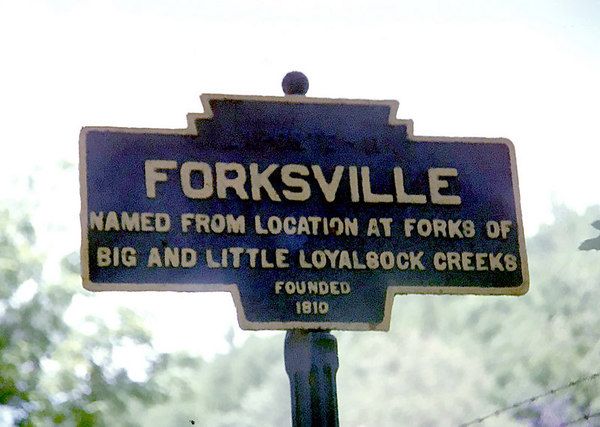 FORKSVILLE
NAMED FROM LOCATION AT FORKS OF
BIG AND LITTLE LOYALSOCK CREEKS
FOUNDED
1810